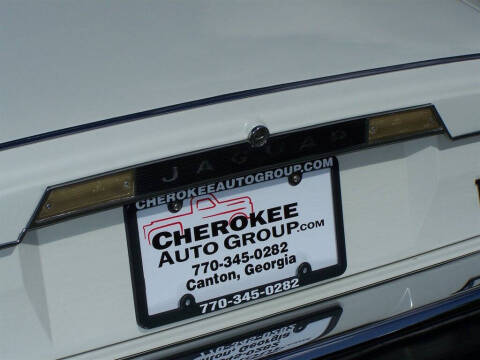 JAGUAR
CHEROKEEAUTOGROUP.COM
CHEROKEE
AUTO GROUP.COM
770-345-0282
Canton, Georgia
770-345-0282